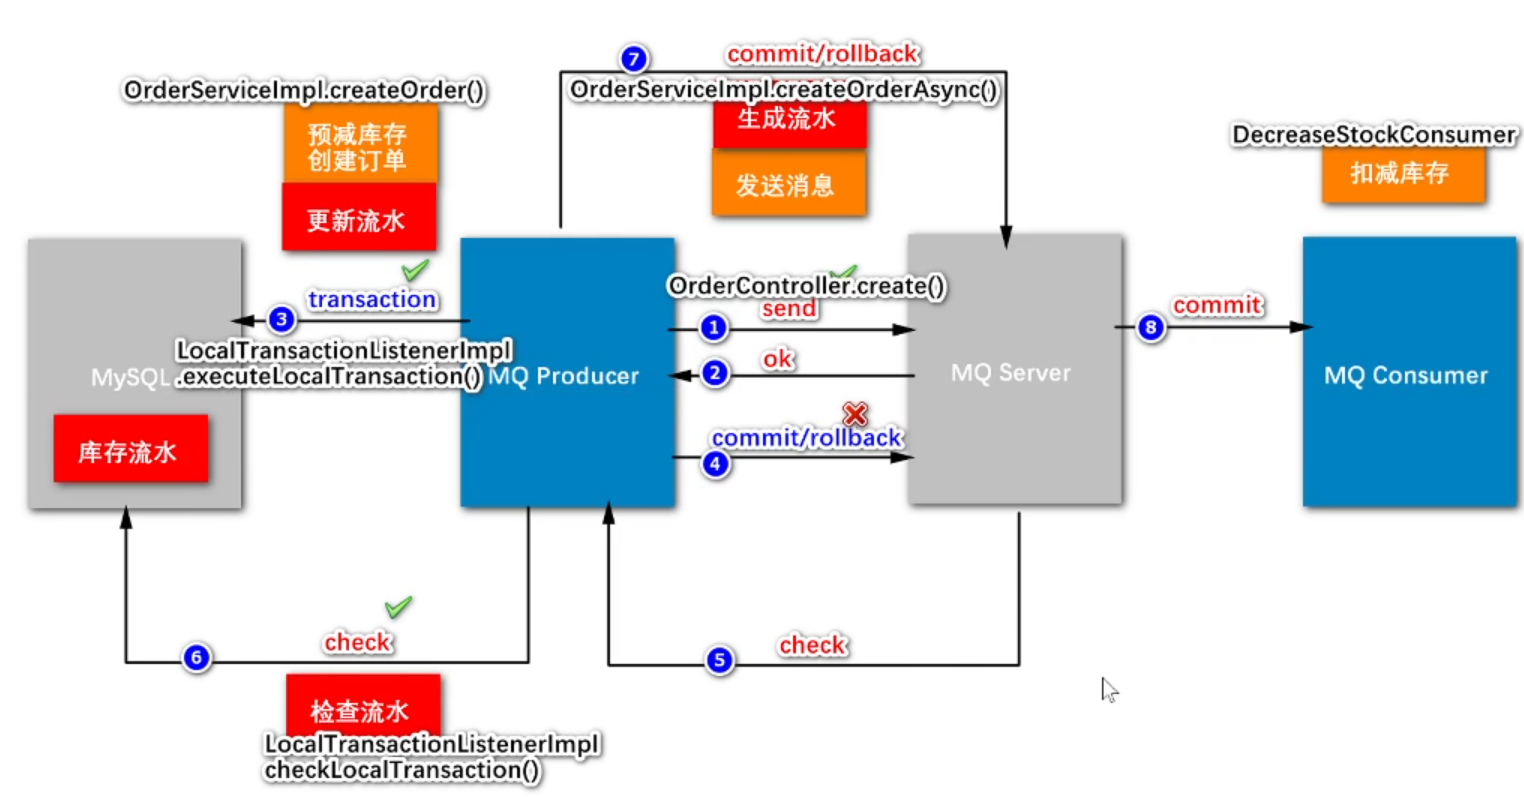 7
commit/rollback
OrderServiceImpl.createOrder()
OrderServiceImpl.createOrderAsync()
预减库存
创建订单
更新流水
生成流水
发送消息
DecreaseStockConsumer
扣减库存
OrderController.create()
transaction
3
send
1
commit
8
LocalTransactionListenerImpl
.executeLocalTransaction()
MySQL
MQ Producer
ok
2
MQ Server
MQ Consumer
commit/rollback
4
库存流水
check
6
check
5
检查流水
LocalTransactionListenerImpl
checkLocalTransaction()